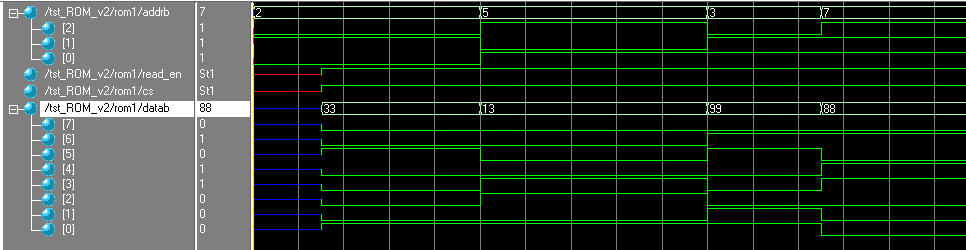 /tst_ROM_v2/rom1/addrb 7 2 5 3 7
[2] 1
[1] 1
[0] 1
/tst_ROM_v2/rom1/read_en St1
/tst_ROM_v2/rom1/cs St1
/tst_ROM_v2/rom1/datab 88 33 13 99 88
[7] 0
[6] 1
[5] 0
[4] 1
[3] 1
[2] 0
[1] 0
[0] 0